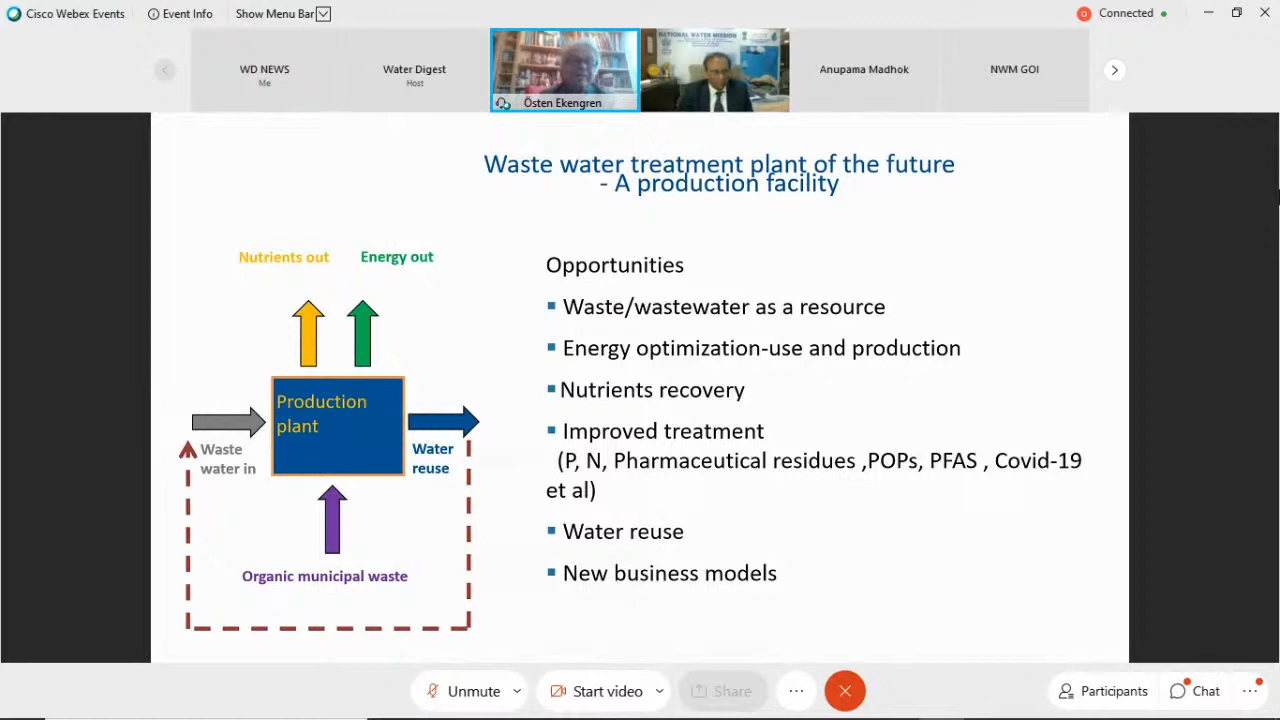 Cisco Webex Events
Event Info
Show Menu Bar
Connected
WD NEWS
Me
Water Digest
Host
Östen Ekengren
NATIONAL WATER MISSION
Anupama Madhok
NWM GOI
Waste water treatment plant of the future
- A production facility
Nutrients out
Energy out
Production
plant
Waste
water in
Water
reuse
Organic municipal waste
Opportunities
▪ Waste/wastewater as a resource
▪ Energy optimization-use and production
▪ Nutrients recovery
▪ Improved treatment
(P, N, Pharmaceutical residues ,POPs, PFAS , Covid-19
et al)
▪ Water reuse
▪ New business models
Unmute
Start video
Share
Participants
Chat